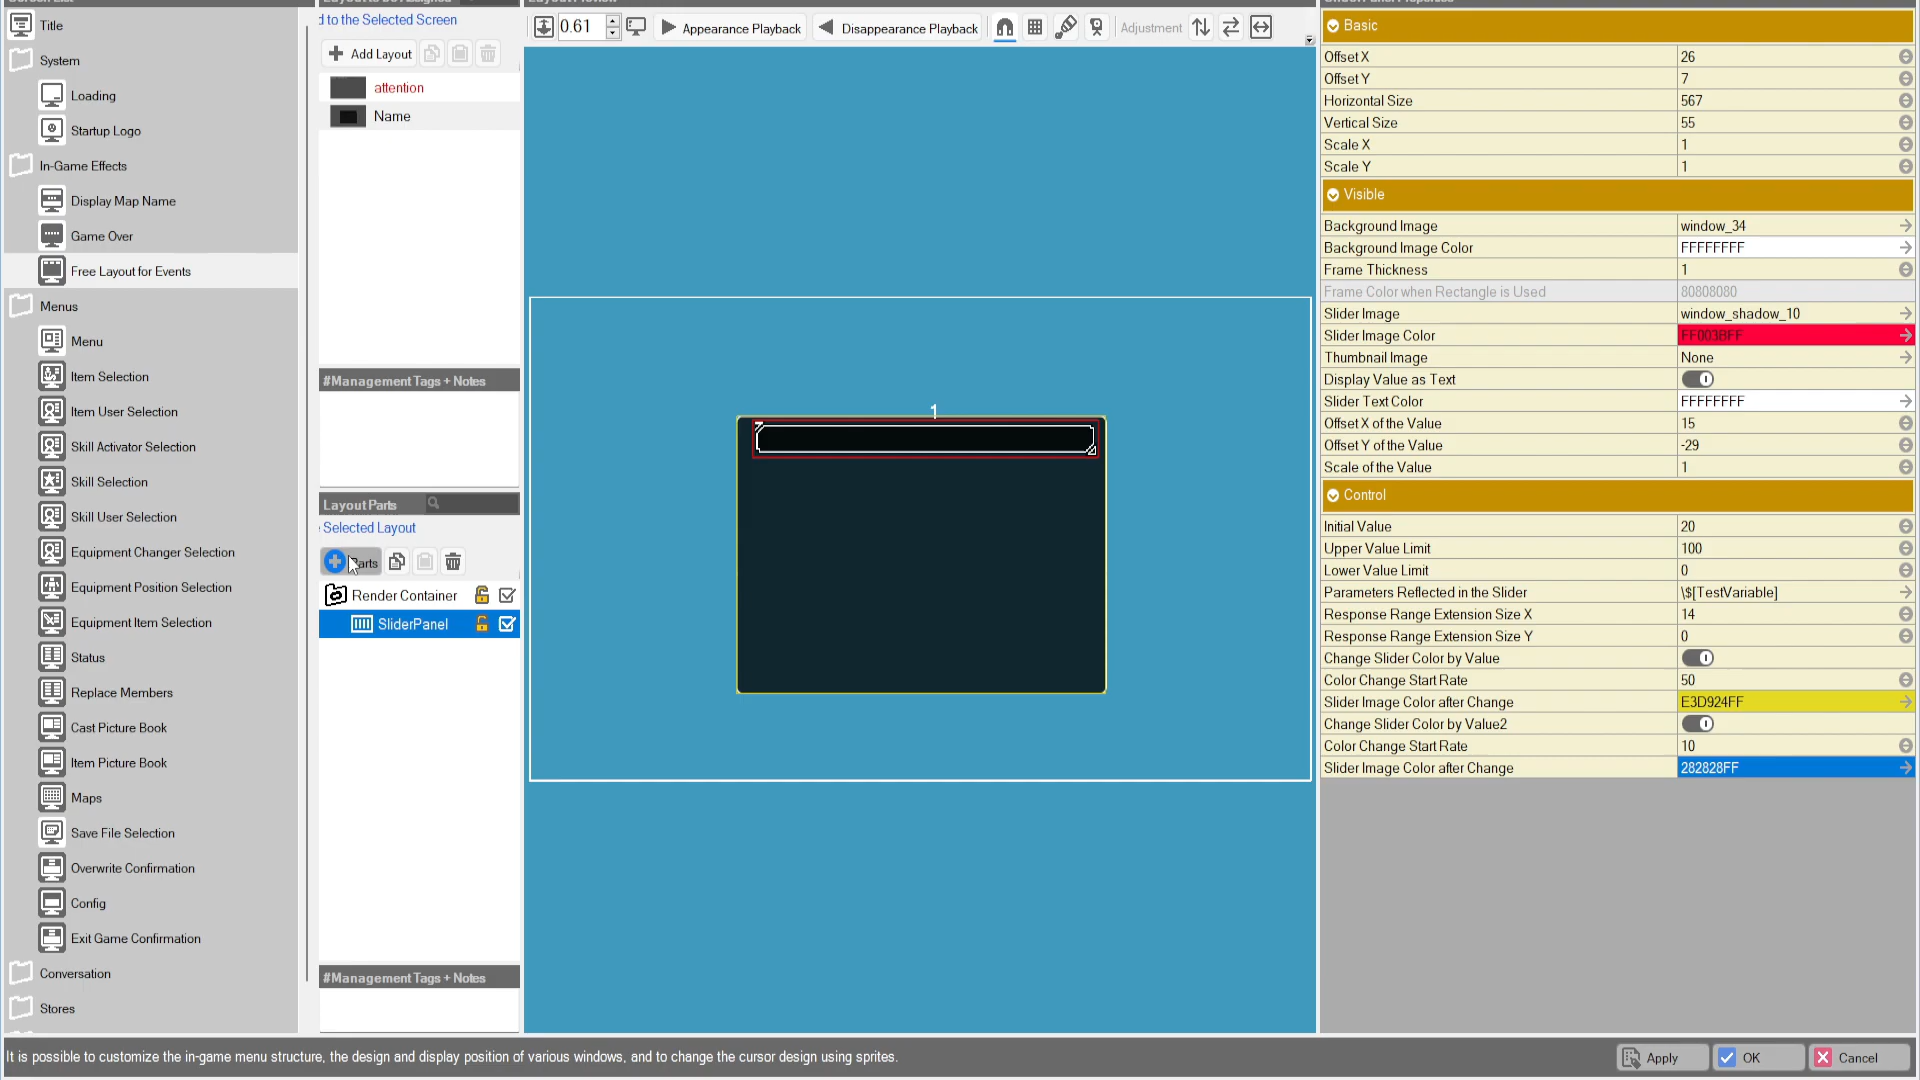 Title
System
Loading
Startup Logo
In-Game Effects
Display Map Name
Game Over
Free Layout for Events
Menus
Menu
Item Selection
Item User Selection
Skill Activator Selection
Skill Selection
Skill User Selection
Equipment Changer Selection
Equipment Position Selection
Equipment Item Selection
Status
Replace Members
Cast Picture Book
Item Picture Book
Maps
Save File Selection
Overwrite Confirmation
Config
Exit Game Confirmation
Conversation
Stores
d to the Selected Screen
Add Layout
attention
Name
#Management Tags + Notes
Layout Parts
Selected Layout
arts
Render Container
SliderPanel
#Management Tags + Notes
0.61
Appearance Playback
Disappearance Playback
Adjustment
1
Basic
Offset X 26
Offset Y 7
Horizontal Size 567
Vertical Size 55
Scale X 1
Scale Y 1
Visible
Background Image window_34
Background Image Color FFFFFFFF
Frame Thickness 1
Frame Color when Rectangle is Used 80808080
Slider Image window_shadow_10
Slider Image Color FF003BFF
Thumbnail Image None
Display Value as Text
Slider Text Color FFFFFFFF
Offset X of the Value 15
Offset Y of the Value -29
Scale of the Value 1
Control
Initial Value 20
Upper Value Limit 100
Lower Value Limit 0
Parameters Reflected in the Slider \$[TestVariable]
Response Range Extension Size X 14
Response Range Extension Size Y 0
Change Slider Color by Value
Color Change Start Rate 50
Slider Image Color after Change E3D924FF
Change Slider Color by Value2
Color Change Start Rate 10
Slider Image Color after Change 282828FF
It is possible to customize the in-game menu structure, the design and display position of various windows, and to change the cursor design using sprites.
Apply
OK
Cancel